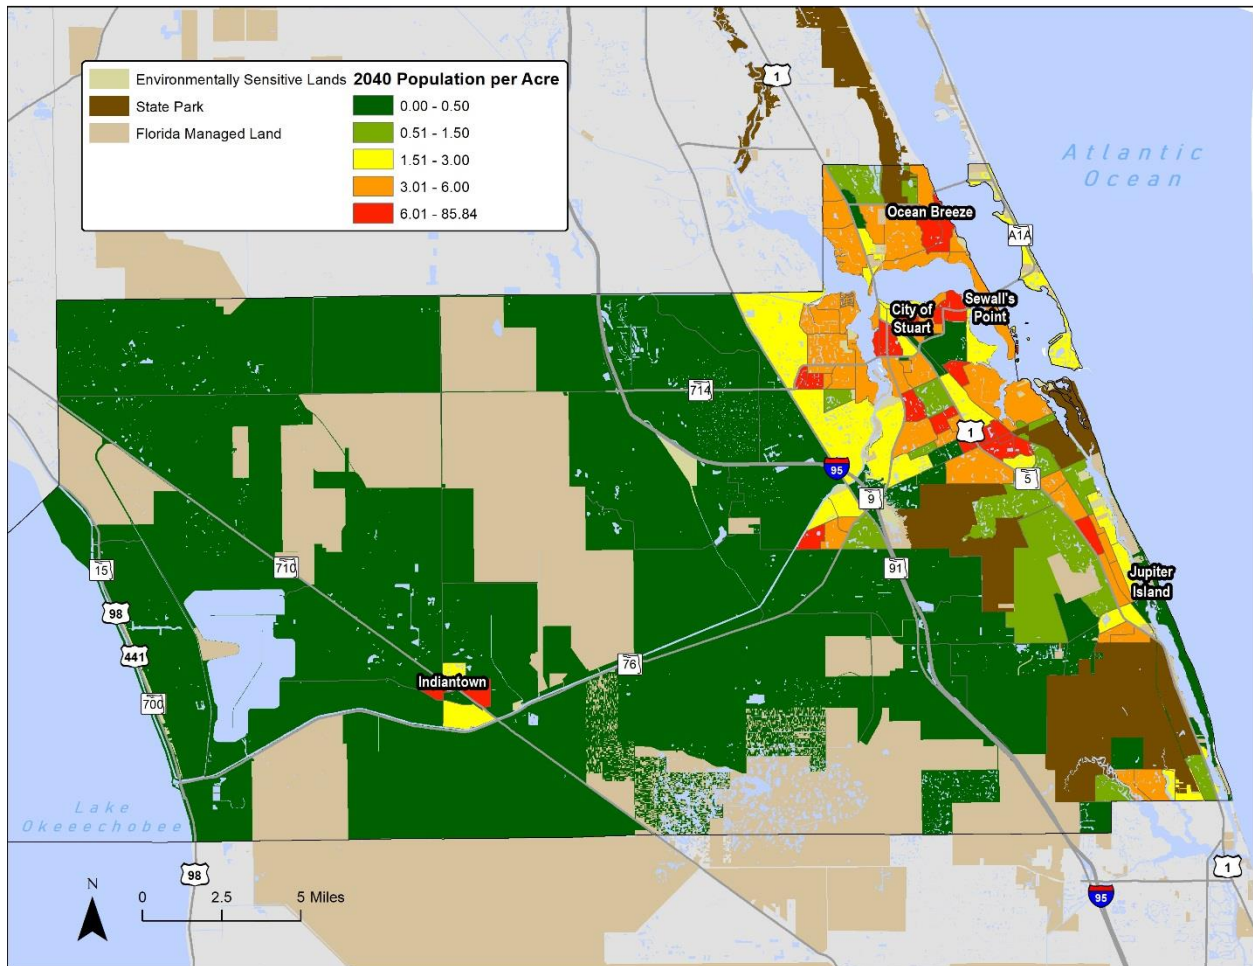 Environmentally Sensitive Lands
State Park
Florida Managed Land
2040 Population per Acre
0.00 - 0.50
0.51 - 1.50
1.51 - 3.00
3.01 - 6.00
6.01 - 85.84
1
Atlantic
Ocean
Ocean Breeze
A1A
City of
Stuart
Sewall's
Point
714
1
95
9
5
15
710
91
98
Jupiter
Island
441
76
Indiantown
700
Lake
Okeeechobee
98
N
0
2.5
5 Miles
95
1